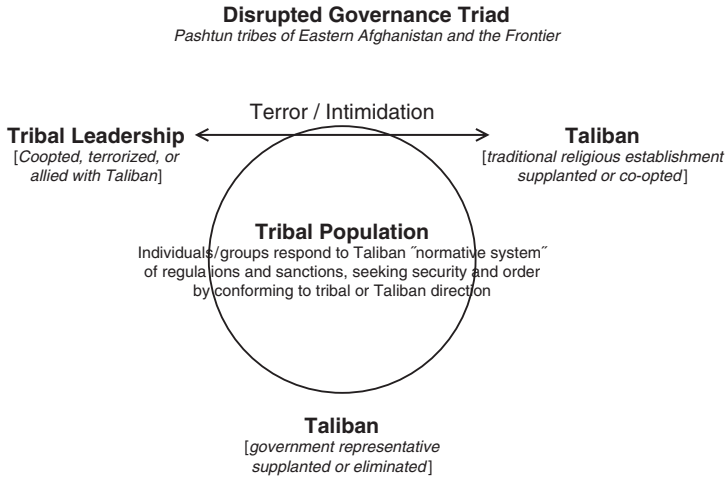 Disrupted Governance Triad
Pashtun tribes of Eastern Afghanistan and the Frontier
Terror / Intimidation
Tribal Leadership
[Coopted, terrorized, or
allied with Taliban]
Taliban
[traditional religious establishment
supplanted or co-opted]
Tribal Population
Individuals/groups respond to Taliban ˝normative system˝
of regulations and sanctions, seeking security and order
by conforming to tribal or Taliban direction
Taliban
[government representative
supplanted or eliminated]